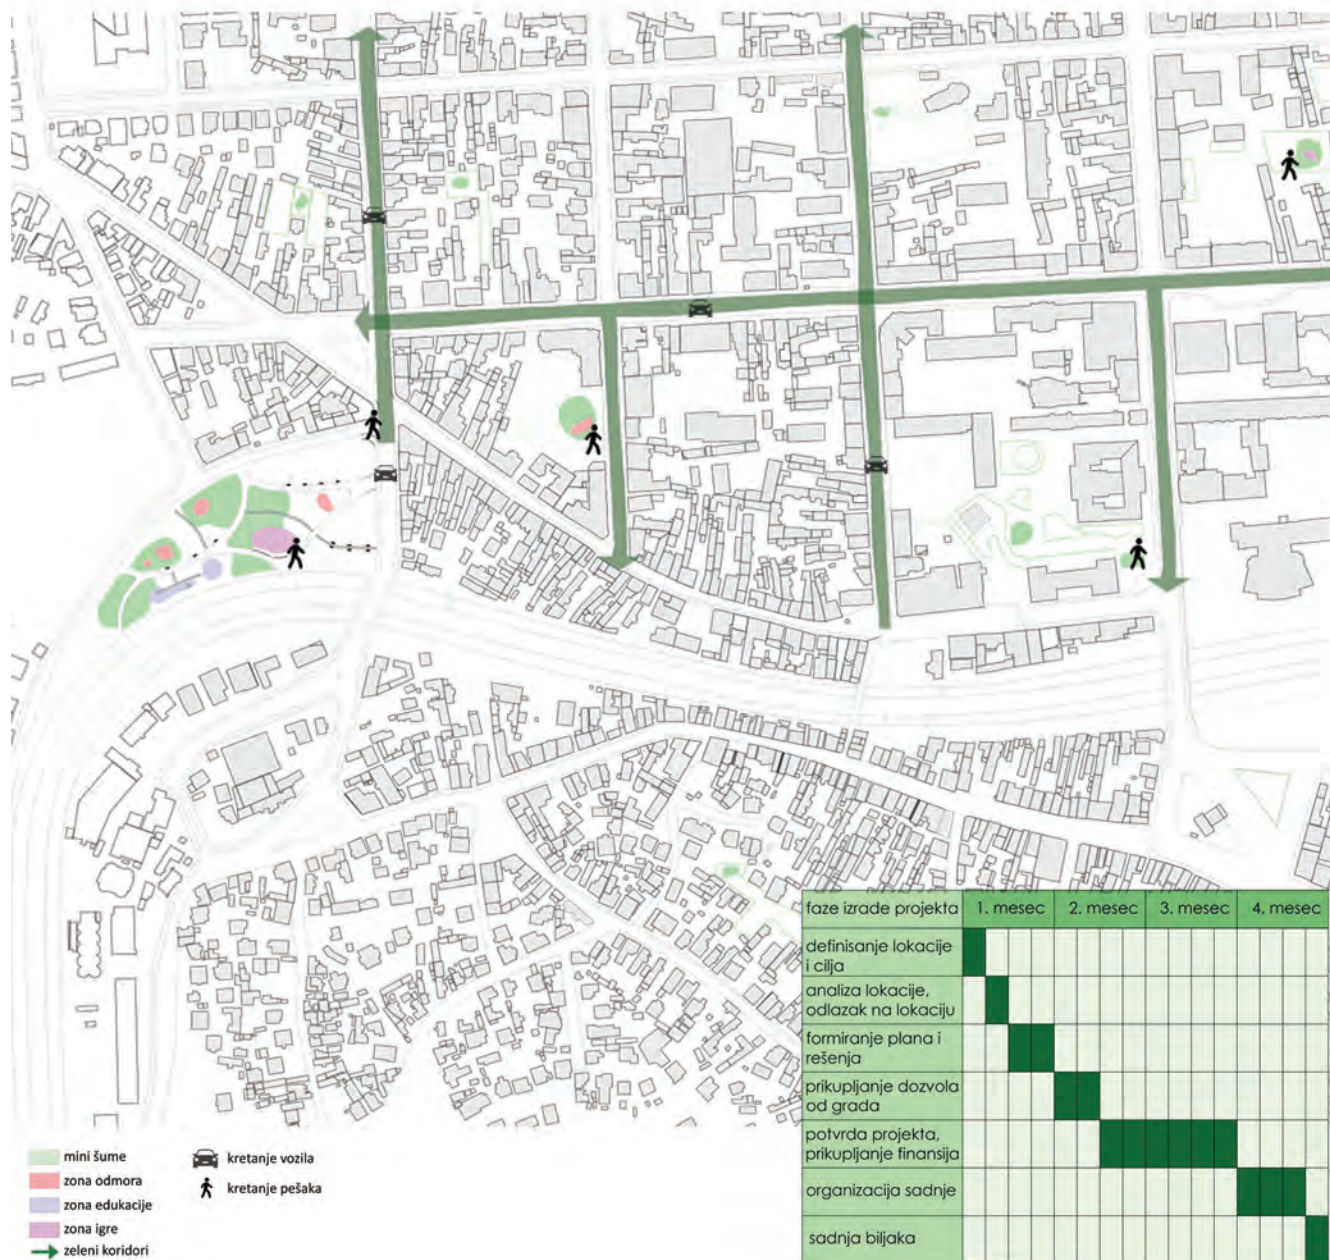 faze izrade projekta 1. mesec 2. mesec 3. mesec 4. mesec
definisanje lokacije
i cilja
analiza lokacije,
odlazak na lokaciju
formiranje plana i
rešenja
prikupljanje dozvola
od grada
potvrda projekta,
prikupljanje finansija
organizacija sadnje
sadnja biljaka
mini šume
zona odmora
zona edukacije
zona igre
zeleni koridori
kretanje vozila
kretanje pešaka